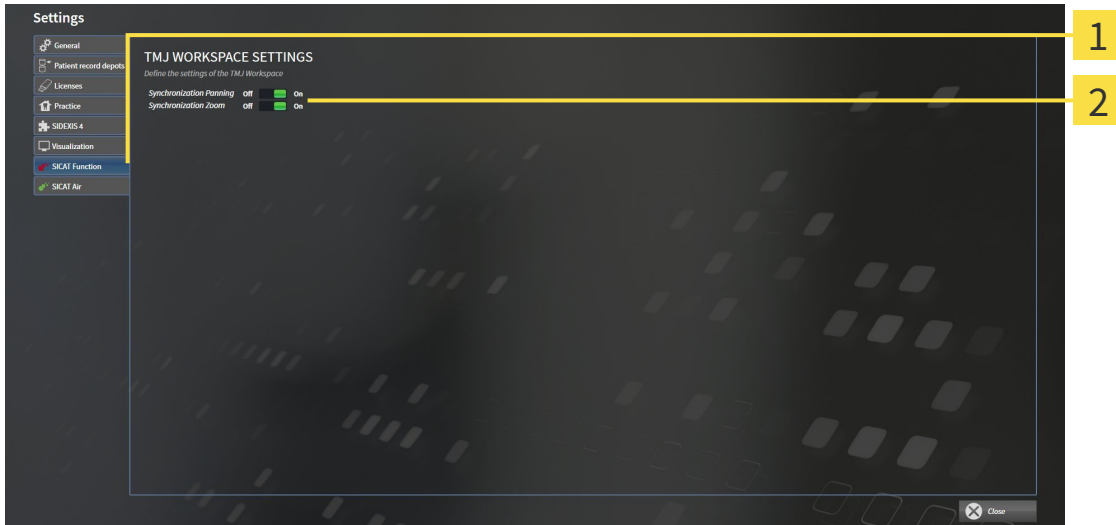 Settings
General
Patient record depots
Licenses
Practice
SIDEXIS 4
Visualization
SICAT Function
SICAT Air
TMJ WORKSPACE SETTINGS
Define the settings of the TMJ Workspace
Synchronization Panning Off On
Synchronization Zoom Off On
1
2
Close